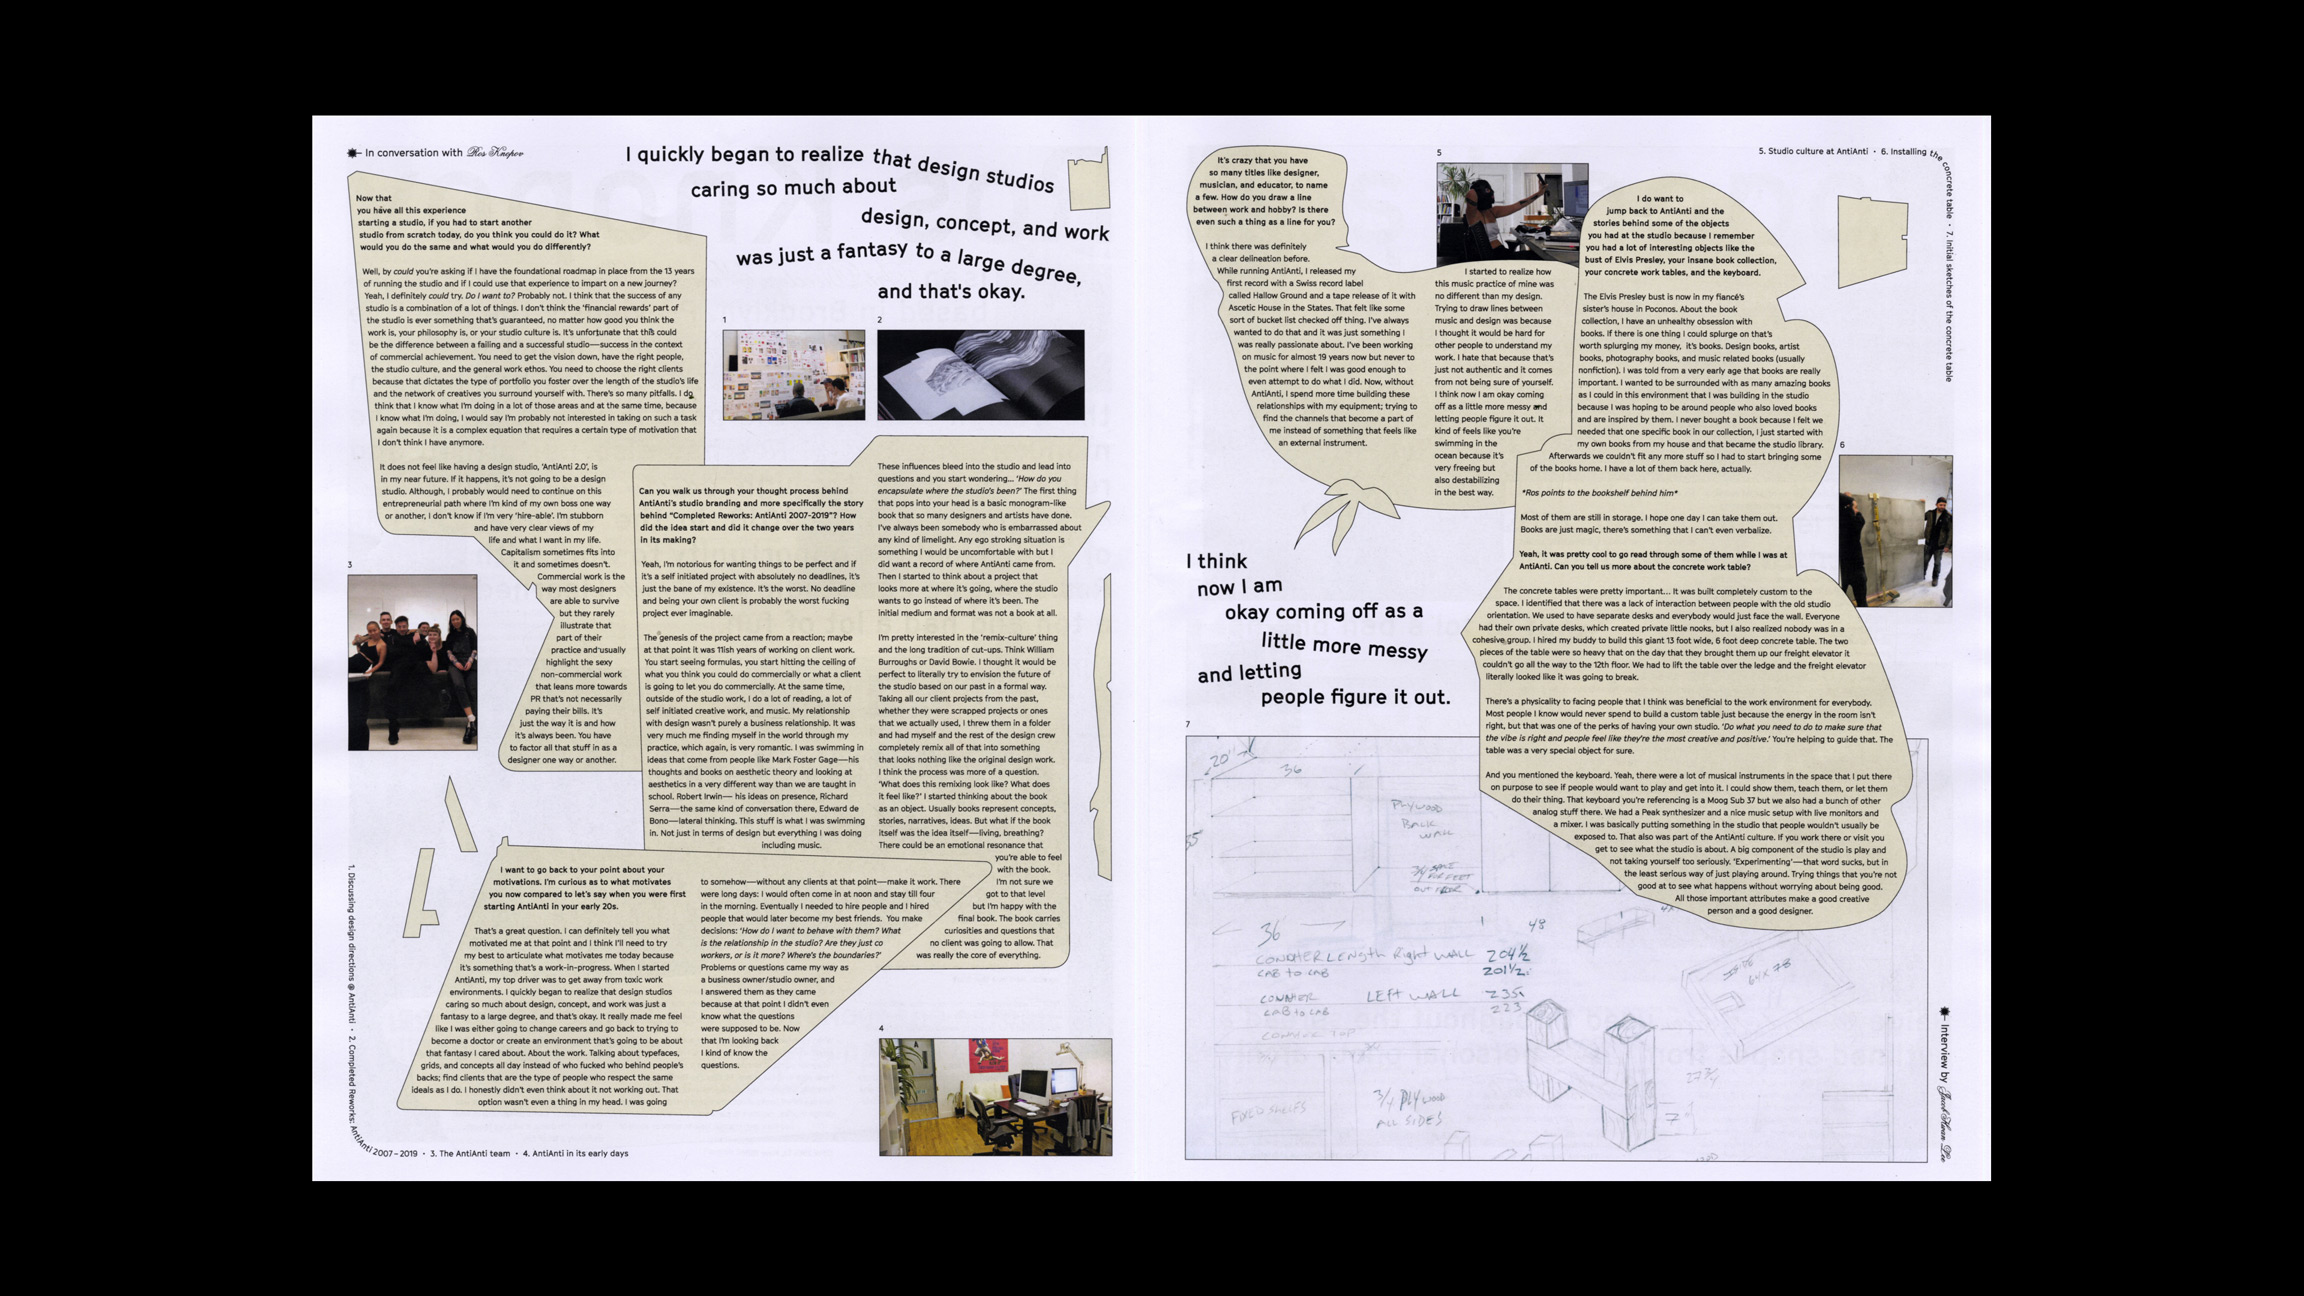 In conversation with Ros Knopov
I quickly began to realize that design studios
caring so much about
design, concept, and work
was just a fantasy to a large degree,
and that's okay.
Now that
you have all this experience
starting a studio, if you had to start another
studio from scratch today, do you think you could do it? What
would you do the same and what would you do differently?
Well, by could you're asking if I have the foundational roadmap in place from the 13 years
of running the studio and if I could use that experience to impart on a new journey?
Yeah, I definitely could try. Do I want to? Probably not. I think that the success of any
studio is a combination of a lot of things. I don't think the 'financial rewards' part of
the studio is ever something that's guaranteed, no matter how good you think the
work is, your philosophy is, or your studio culture is. It's unfortunate that this could
be the difference between a failing and a successful studio—success in the context
of commercial achievement. You need to get the vision down, have the right people,
the studio culture, and the general work ethos. You need to choose the right clients
because that dictates the type of portfolio you foster over the length of the studio's life
and the network of creatives you surround yourself with. There's so many pitfalls. I do
think that I know what I'm doing in a lot of those areas and at the same time, because
I know what I'm doing, I would say I'm probably not interested in taking on such a task
again because it is a complex equation that requires a certain type of motivation that
I don't think I have anymore.
It does not feel like having a design studio, 'AntiAnti 2.0', is
in my near future. If it happens, it's not going to be a design
studio. Although, I probably would need to continue on this
entrepreneurial path where I'm kind of my own boss one way
or another, I don't know if I'm very 'hire-able'. I'm stubborn
and have very clear views of my
life and what I want in my life.
Capitalism sometimes fits into
it and sometimes doesn't.
Commercial work is the
way most designers
are able to survive
but they rarely
illustrate that
part of their
practice and usually
highlight the sexy
non-commercial work
that leans more towards
PR that's not necessarily
paying their bills. It's
just the way it is and how
it's always been. You have
to factor all that stuff in as a
designer one way or another.
1
2
3
Can you walk us through your thought process behind
AntiAnti's studio branding and more specifically the story
behind "Completed Reworks: AntiAnti 2007-2019"? How
did the idea start and did it change over the two years
in its making?
Yeah, I'm notorious for wanting things to be perfect and if
it's a self initiated project with absolutely no deadlines, it's
just the bane of my existence. It's the worst. No deadline
and being your own client is probably the worst fucking
project ever imaginable.
The genesis of the project came from a reaction; maybe
at that point it was 11ish years of working on client work.
You start seeing formulas, you start hitting the ceiling of
what you think you could do commercially or what a client
is going to let you do commercially. At the same time,
outside of the studio work, I do a lot of reading, a lot of
self initiated creative work, and music. My relationship
with design wasn't purely a business relationship. It was
very much me finding myself in the world through my
practice, which again, is very romantic. I was swimming in
ideas that come from people like Mark Foster Gage—his
thoughts and books on aesthetic theory and looking at
aesthetics in a very different way than we are taught in
school. Robert Irwin— his ideas on presence, Richard
Serra—the same kind of conversation there, Edward de
Bono—lateral thinking. This stuff is what I was swimming
in. Not just in terms of design but everything I was doing
including music.
These influences bleed into the studio and lead into
questions and you start wondering... 'How do you
encapsulate where the studio's been?' The first thing
that pops into your head is a basic monogram-like
book that so many designers and artists have done.
I've always been somebody who is embarrassed about
any kind of limelight. Any ego stroking situation is
something I would be uncomfortable with but I
did want a record of where AntiAnti came from.
Then I started to think about a project that
looks more at where it's going, where the studio
wants to go instead of where it's been. The
initial medium and format was not a book at all.
I'm pretty interested in the 'remix-culture' thing
and the long tradition of cut-ups. Think William
Burroughs or David Bowie. I thought it would be
perfect to literally try to envision the future of
the studio based on our past in a formal way.
Taking all our client projects from the past,
whether they were scrapped projects or ones
that we actually used, I threw them in a folder
and had myself and the rest of the design crew
completely remix all of that into something
that looks nothing like the original design work.
I think the process was more of a question.
'What does this remixing look like? What does
it feel like?' I started thinking about the book
as an object. Usually books represent concepts,
stories, narratives, ideas. But what if the book
itself was the idea itself—living, breathing?
There could be an emotional resonance that
you're able to feel
with the book.
I'm not sure we
got to that level
but I'm happy with the
final book. The book carries
curiosities and questions that
no client was going to allow. That
was really the core of everything.
I want to go back to your point about your
motivations. I'm curious as to what motivates
you now compared to let's say when you were first
starting AntiAnti in your early 20s.
That's a great question. I can definitely tell you what
motivated me at that point and I think I'll need to try
my best to articulate what motivates me today because
it's something that's a work-in-progress. When I started
AntiAnti, my top driver was to get away from toxic work
environments. I quickly began to realize that design studios
caring so much about design, concept, and work was just a
fantasy to a large degree, and that's okay. It really made me feel
like I was either going to change careers and go back to trying to
become a doctor or create an environment that's going to be about
that fantasy I cared about. About the work. Talking about typefaces,
grids, and concepts all day instead of who fucked who behind people's
backs; find clients that are the type of people who respect the same
ideals as I do. I honestly didn't even think about it not working out. That
option wasn't even a thing in my head. I was going
to somehow—without any clients at that point—make it work. There
were long days: I would often come in at noon and stay till four
in the morning. Eventually I needed to hire people and I hired
people that would later become my best friends. You make
decisions: 'How do I want to behave with them? What
is the relationship in the studio? Are they just co
workers, or is it more? Where's the boundaries?'
Problems or questions came my way as
a business owner/studio owner, and
I answered them as they came
because at that point I didn't even
know what the questions
were supposed to be. Now
that I'm looking back
I kind of know the
questions.
4
1. Discussing design directions @ AntiAnti • 2. Completed Reworks: AntiAnti 2007–2019 • 3. The AntiAnti team • 4. AntiAnti in its early days
It's crazy that you have
so many titles like designer,
musician, and educator, to name
a few. How do you draw a line
between work and hobby? Is there
even such a thing as a line for you?
I think there was definitely
a clear delineation before.
While running AntiAnti, I released my
first record with a Swiss record label
called Hallow Ground and a tape release of it with
Ascetic House in the States. That felt like some
sort of bucket list checked off thing. I've always
wanted to do that and it was just something I
was really passionate about. I've been working
on music for almost 19 years now but never to
the point where I felt I was good enough to
even attempt to do what I did. Now, without
AntiAnti, I spend more time building these
relationships with my equipment; trying to
find the channels that become a part of
me instead of something that feels like
an external instrument.
5
I started to realize how
this music practice of mine was
no different than my design.
Trying to draw lines between
music and design was because
I thought it would be hard for
other people to understand my
work. I hate that because that's
just not authentic and it comes
from not being sure of yourself.
I think now I am okay coming
off as a little more messy and
letting people figure it out. It
kind of feels like you're
swimming in the
ocean because it's
very freeing but
also destabilizing
in the best way.
5. Studio culture at AntiAnti • 6. Installing the concrete table • 7. Initial sketches of the concrete table
I do want to
jump back to AntiAnti and the
stories behind some of the objects
you had at the studio because I remember
you had a lot of interesting objects like the
bust of Elvis Presley, your insane book collection,
your concrete work tables, and the keyboard.
The Elvis Presley bust is now in my fiancé's
sister's house in Poconos. About the book
collection, I have an unhealthy obsession with
books. If there is one thing I could splurge on that's
worth splurging my money, it's books. Design books, artist
books, photography books, and music related books (usually
nonfiction). I was told from a very early age that books are really
important. I wanted to be surrounded with as many amazing books
as I could in this environment that I was building in the studio
because I was hoping to be around people who also loved books
and are inspired by them. I never bought a book because I felt we
needed that one specific book in our collection, I just started with
my own books from my house and that became the studio library.
Afterwards we couldn't fit any more stuff so I had to start bringing some
of the books home. I have a lot of them back here, actually.
*Ros points to the bookshelf behind him*
Most of them are still in storage. I hope one day I can take them out.
Books are just magic, there's something that I can't even verbalize.
Yeah, it was pretty cool to go read through some of them while I was at
AntiAnti. Can you tell us more about the concrete work table?
The concrete tables were pretty important... It was built completely custom to the
space. I identified that there was a lack of interaction between people with the old studio
orientation. We used to have separate desks and everybody would just face the wall. Everyone
had their own private desks, which created private little nooks, but I also realized nobody was in a
cohesive group. I hired my buddy to build this giant 13 foot wide, 6 foot deep concrete table. The two
pieces of the table were so heavy that on the day that they brought them up our freight elevator it
couldn't go all the way to the 12th floor. We had to lift the table over the ledge and the freight elevator
literally looked like it was going to break.
There's a physicality to facing people that I think was beneficial to the work environment for everybody.
Most people I know would never spend to build a custom table just because the energy in the room isn't
right, but that was one of the perks of having your own studio. 'Do what you need to do to make sure that
the vibe is right and people feel like they're the most creative and positive.' You're helping to guide that. The
table was a very special object for sure.
And you mentioned the keyboard. Yeah, there were a lot of musical instruments in the space that I put there
on purpose to see if people would want to play and get into it. I could show them, teach them, or let them
do their thing. That keyboard you're referencing is a Moog Sub 37 but we also had a bunch of other
analog stuff there. We had a Peak synthesizer and a nice music setup with live monitors and
a mixer. I was basically putting something in the studio that people wouldn't usually be
exposed to. That also was part of the AntiAnti culture. If you work there or visit you
get to see what the studio is about. A big component of the studio is play and
not taking yourself too seriously. 'Experimenting'—that word sucks, but in
the least serious way of just playing around. Trying things that you're not
good at to see what happens without worrying about being good.
All those important attributes make a good creative
person and a good designer.
6
I think
now I am
okay coming off as a
little more messy
and letting
people figure it out.
7
20"
36
PLYWOOD
BACK
WALL
36
48
LENGTH Right WALL 204 ½
CAB to CAB 201 ½
LEFT WALL 235
CAB to CAB 223
3/4 PLYWOOD
ALL SIDES
7
Interview by Jacob Hwan Lee